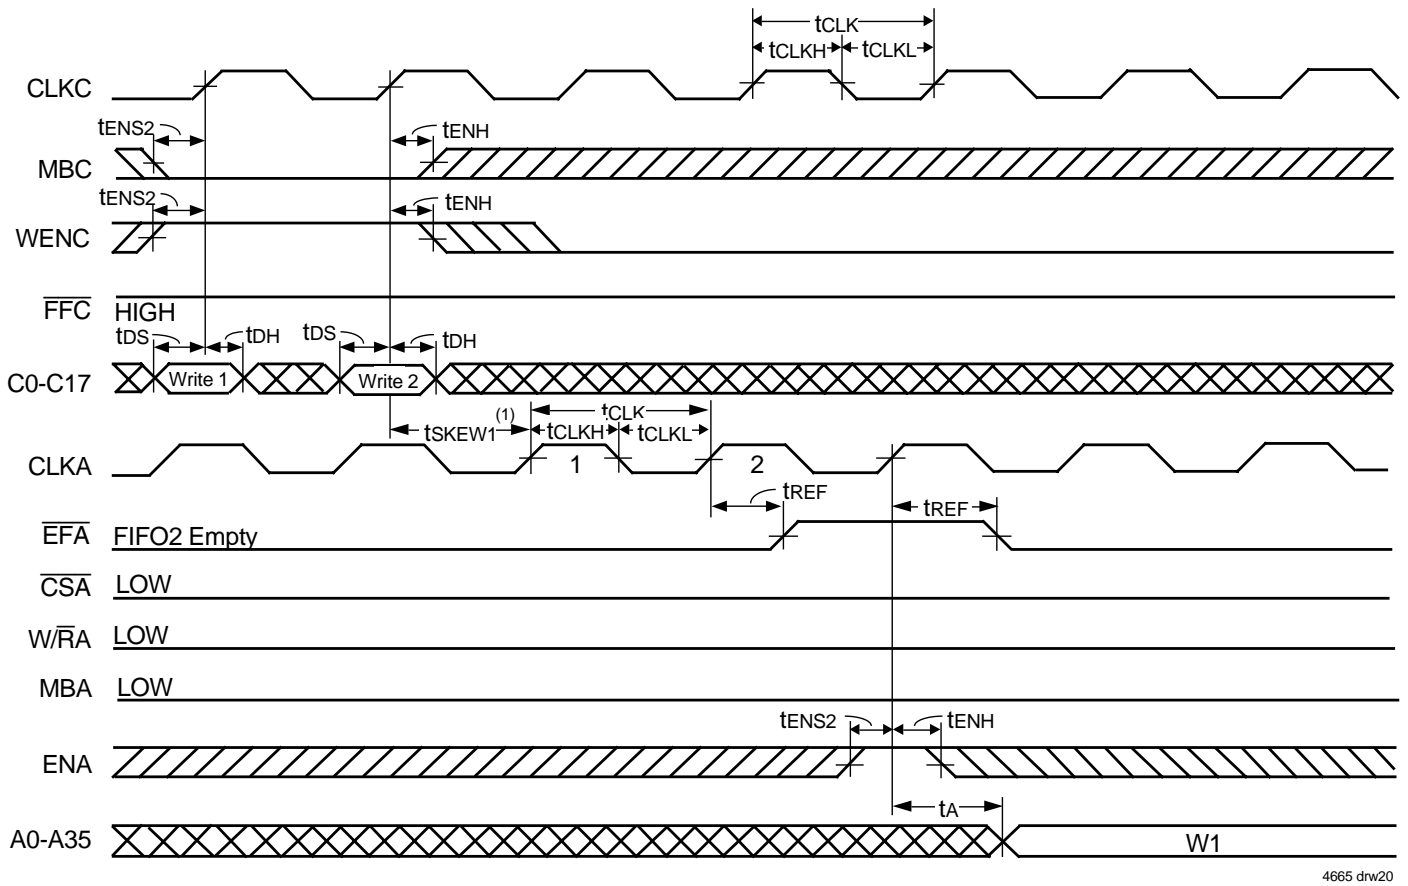 tCLK
tCLKH tCLKL
CLKC
tENS2 tENH
MBC
tENS2 tENH
WENC
FFC HIGH
tDS tDH tDS tDH
C0-C17 Write 1 Write 2
tSKEW1(1) tCLK
tCLKH tCLKL
CLKA 1 2
tREF tREF
EFA FIFO2 Empty
CSA LOW
W/RA LOW
MBA LOW
tENS2 tENH
ENA
tA
A0-A35 W1
4665 drw20